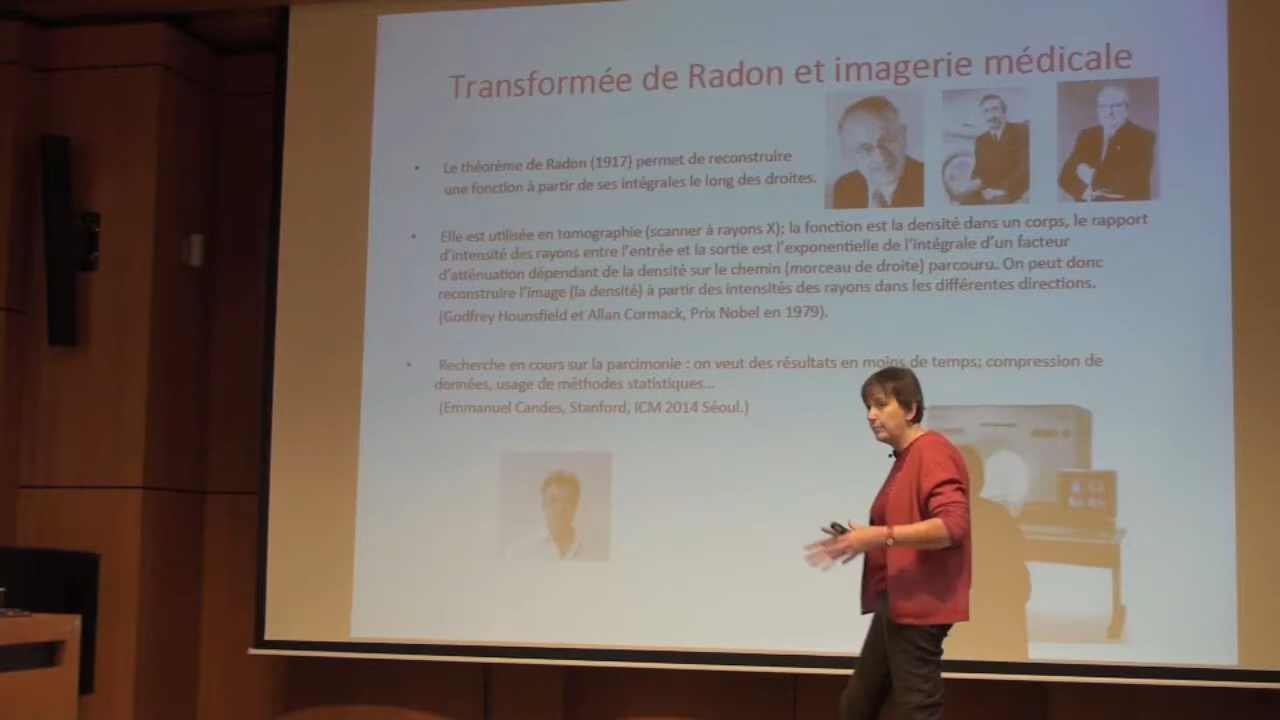 Transformée de Radon et imagerie médicale
• Le théorème de Radon (1917) permet de reconstruire
une fonction à partir de ses intégrales le long des droites.
• Elle est utilisée en tomographie (scanner à rayons X); la fonction est la densité dans un corps, le rapport
d'intensité des rayons entre l'entrée et la sortie est l'exponentielle de l'intégrale d'un facteur
d'atténuation dépendant de la densité sur le chemin (morceau de droite) parcouru. On peut donc
reconstruire l'image (la densité) à partir des intensités des rayons dans les différentes directions.
(Godfrey Hounsfield et Allan Cormack, Prix Nobel en 1979).
• Recherche en cours sur la parcimonie : on veut des résultats en moins de temps; compression de
données, usage de méthodes statistiques...
(Emmanuel Candes, Stanford, ICM 2014 Séoul.)